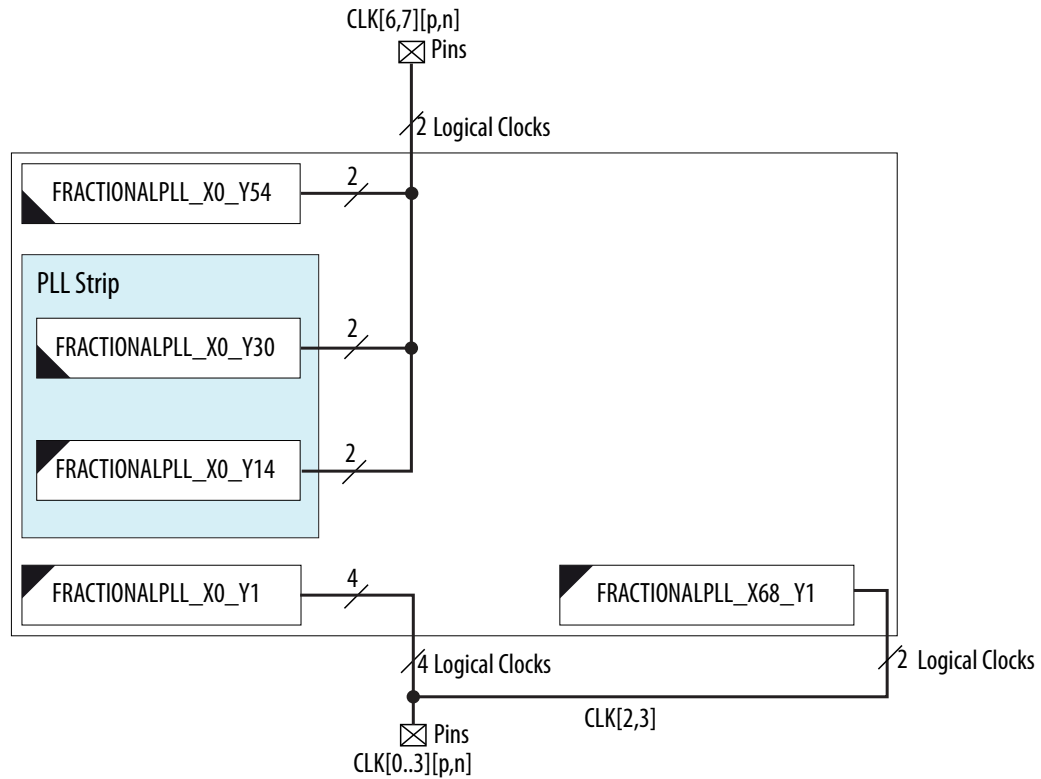 CLK[6,7][p,n]
Pins
2 Logical Clocks
FRACTIONALPLL_X0_Y54
2
PLL Strip
FRACTIONALPLL_X0_Y30
2
FRACTIONALPLL_X0_Y14
2
FRACTIONALPLL_X0_Y1
4
FRACTIONALPLL_X68_Y1
4 Logical Clocks
2 Logical Clocks
CLK[2,3]
Pins
CLK[0..3][p,n]